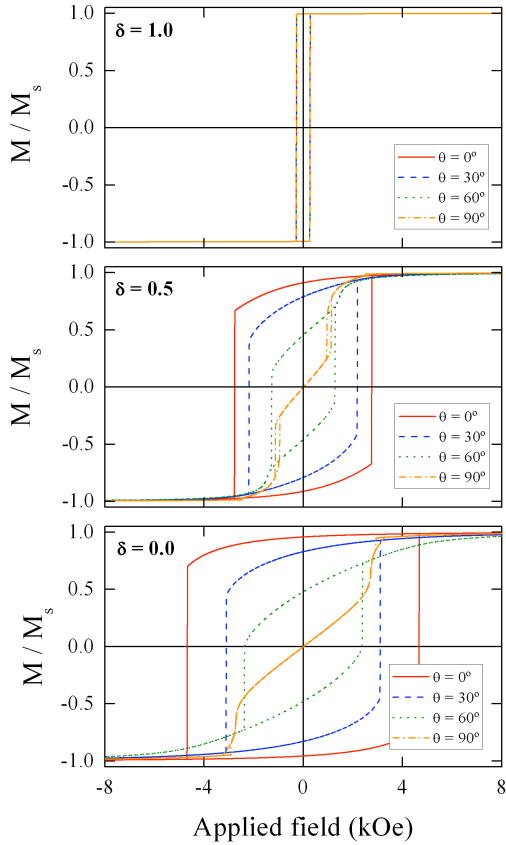 δ = 1.0
1.0
0.5
0.0
-0.5
-1.0
M / Ms
θ = 0º
θ = 30º
θ = 60º
θ = 90º
δ = 0.5
1.0
0.5
0.0
-0.5
-1.0
M / Ms
θ = 0º
θ = 30º
θ = 60º
θ = 90º
δ = 0.0
1.0
0.5
0.0
-0.5
-1.0
M / Ms
θ = 0º
θ = 30º
θ = 60º
θ = 90º
-8 -4 0 4 8
Applied field (kOe)